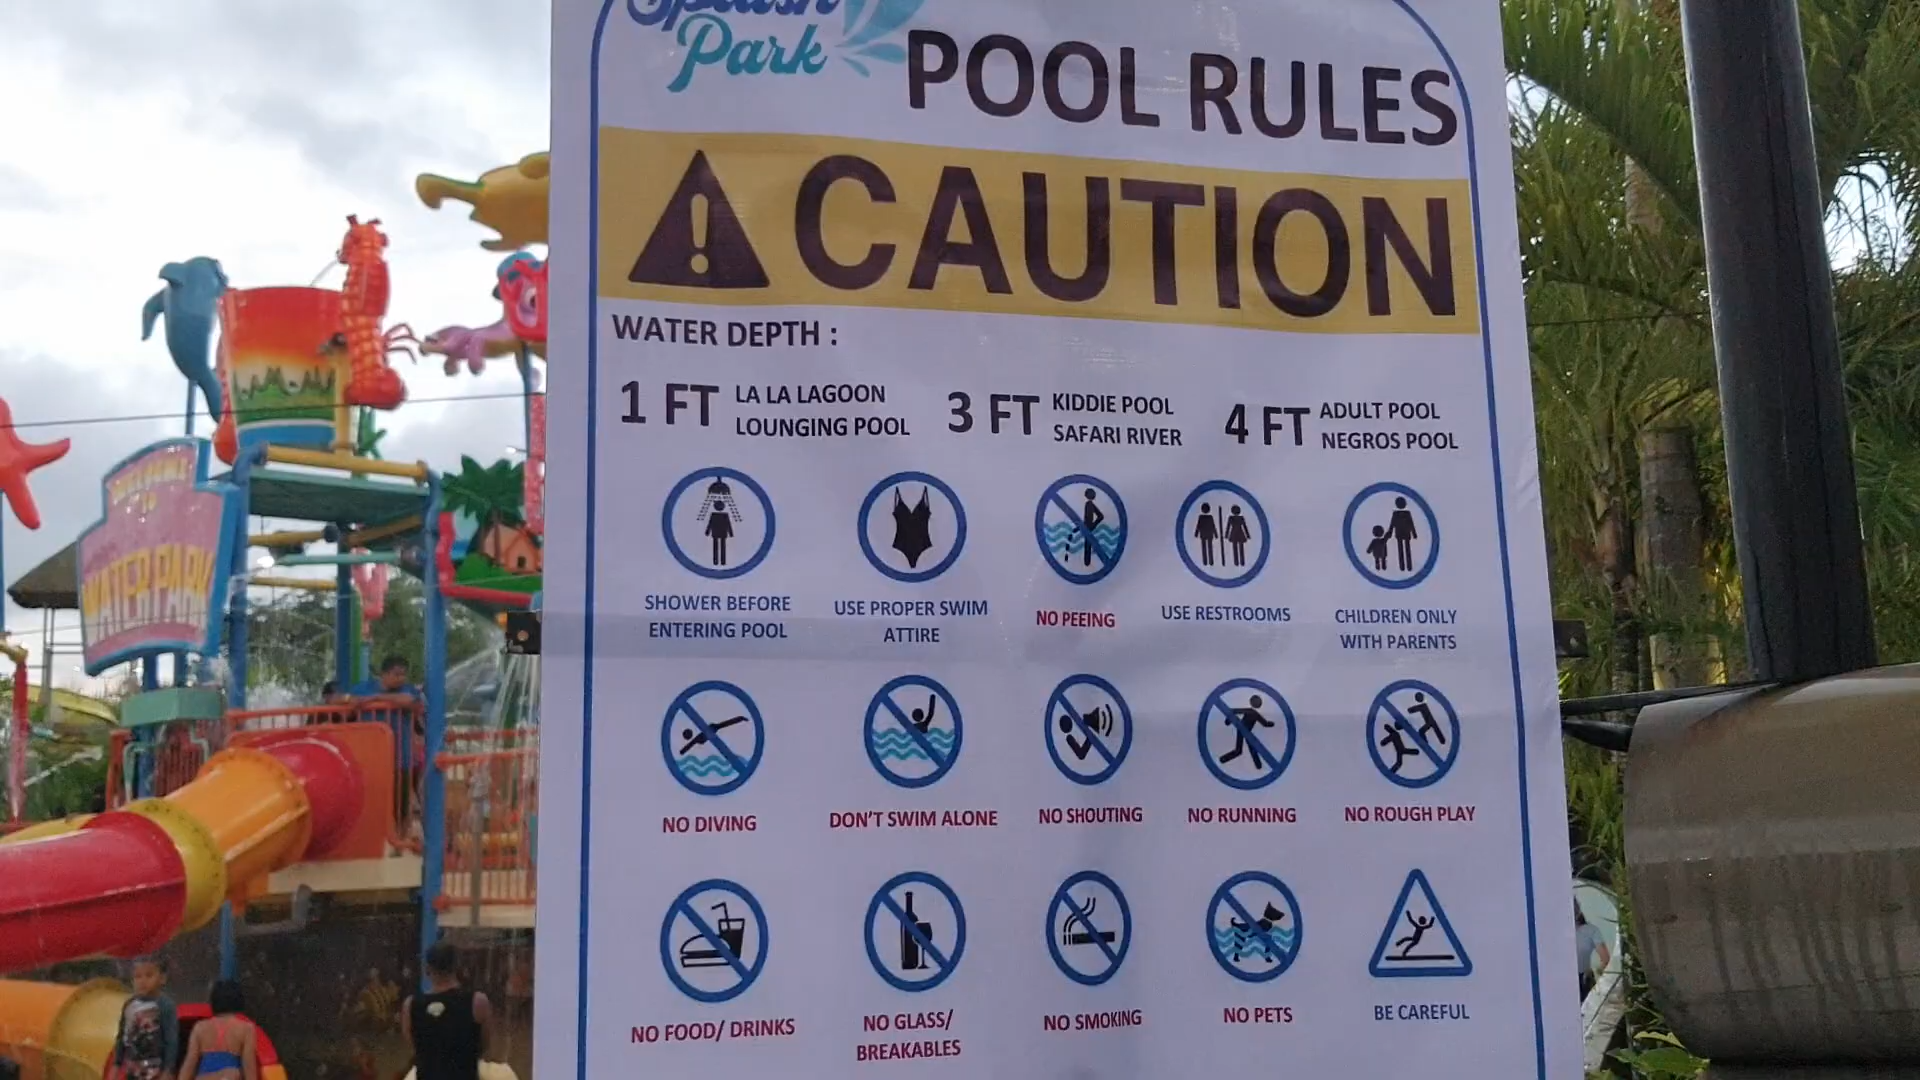 Splash
Park
POOL RULES
CAUTION
WATER DEPTH :
1 FT LA LA LAGOON
LOUNGING POOL
3 FT KIDDIE POOL
SAFARI RIVER
4 FT ADULT POOL
NEGROS POOL
SHOWER BEFORE
ENTERING POOL
USE PROPER SWIM
ATTIRE
NO PEEING
USE RESTROOMS
CHILDREN ONLY
WITH PARENTS
NO DIVING
DON'T SWIM ALONE
NO SHOUTING
NO RUNNING
NO ROUGH PLAY
NO FOOD/ DRINKS
NO GLASS/
BREAKABLES
NO SMOKING
NO PETS
BE CAREFUL
WELCOME
TO
WATERPARK